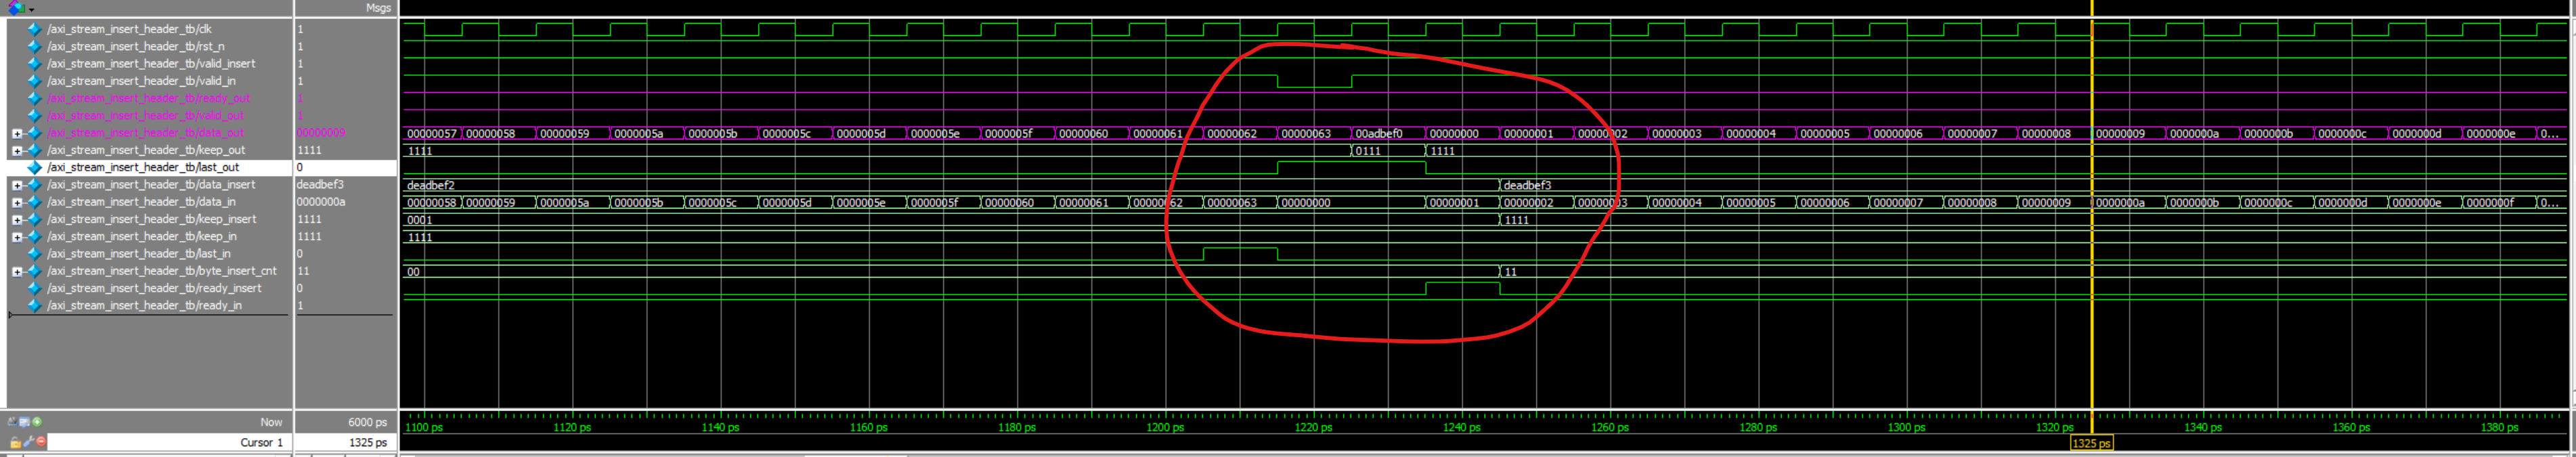 Msgs
/axi_stream_insert_header_tb/clk 1
/axi_stream_insert_header_tb/rst_n 1
/axi_stream_insert_header_tb/valid_insert 1
/axi_stream_insert_header_tb/valid_in 1
/axi_stream_insert_header_tb/ready_out 1
/axi_stream_insert_header_tb/valid_out 1
/axi_stream_insert_header_tb/data_out 00000009 00000057 00000058 00000059 0000005a 0000005b 0000005c 0000005d 0000005e 0000005f 00000060 00000061 00000062 00000063 00adbef0 00000000 00000001 00000002 00000003 00000004 00000005 00000006 00000007 00000008 00000009 0000000a 0000000b 0000000c 0000000d 0000000e 0...
/axi_stream_insert_header_tb/keep_out 1111 1111 0111 1111
/axi_stream_insert_header_tb/last_out 0
/axi_stream_insert_header_tb/data_insert deadbef3 deadbef2 deadbef3
/axi_stream_insert_header_tb/data_in 0000000a 00000058 00000059 0000005a 0000005b 0000005c 0000005d 0000005e 0000005f 00000060 00000061 00000062 00000063 00000000 00000001 00000002 00000003 00000004 00000005 00000006 00000007 00000008 00000009 0000000a 0000000b 0000000c 0000000d 0000000e 0000000f 0...
/axi_stream_insert_header_tb/keep_insert 1111 0001 1111
/axi_stream_insert_header_tb/keep_in 1111 1111
/axi_stream_insert_header_tb/last_in 0
/axi_stream_insert_header_tb/byte_insert_cnt 11 00 11
/axi_stream_insert_header_tb/ready_insert 0
/axi_stream_insert_header_tb/ready_in 1
Now 6000 ps 1100 ps 1120 ps 1140 ps 1160 ps 1180 ps 1200 ps 1220 ps 1240 ps 1260 ps 1280 ps 1300 ps 1320 ps 1340 ps 1360 ps 1380 ps
Cursor 1 1325 ps 1325 ps